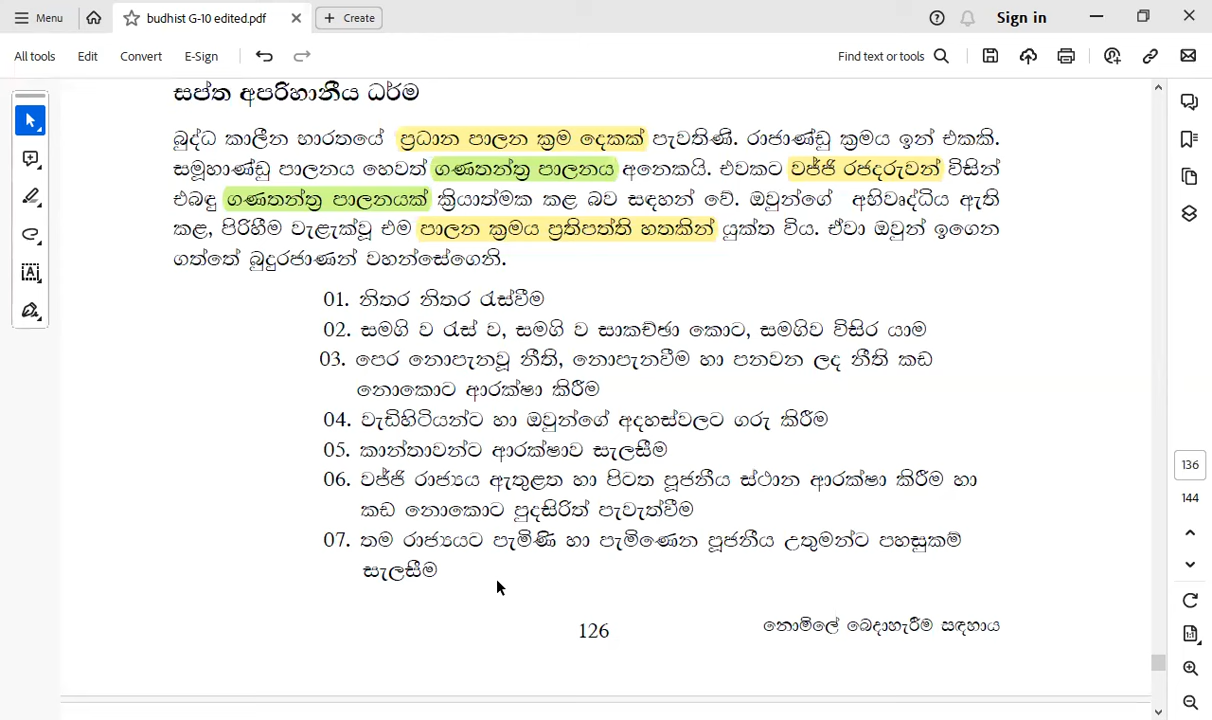 Menu
budhist G-10 edited.pdf
Create
Sign in
All tools Edit Convert E-Sign
Find text or tools
සප්ත අපරිහානීය ධර්ම
බුද්ධ කාලීන භාරතයේ ප්‍රධාන පාලන ක්‍රම දෙකක් පැවතිණි. රාජාණ්ඩු ක්‍රමය ඉන් එකකි.
සමූහාණ්ඩු පාලනය හෙවත් ගණතන්ත්‍ර පාලනය අනෙකයි. එවකට වජ්ජි රජදරුවන් විසින්
එබඳු ගණතන්ත්‍ර පාලනයක් ක්‍රියාත්මක කළ බව සඳහන් වේ. ඔවුන්ගේ අභිවෘද්ධිය ඇති
කළ, පිරිහීම වැළැක්වූ එම පාලන ක්‍රමය ප්‍රතිපත්ති හතකින් යුක්ත විය. ඒවා ඔවුන් ඉගෙන
ගත්තේ බුදුරජාණන් වහන්සේගෙනි.
01. නිතර නිතර රැස්වීම
02. සමගි ව රැස් ව, සමගි ව සාකච්ඡා කොට, සමගිව විසිර යාම
03. පෙර නොපැනවූ නීති, නොපැනවීම හා පනවන ලද නීති කඩ
නොකොට ආරක්ෂා කිරීම
04. වැඩිහිටියන්ට හා ඔවුන්ගේ අදහස්වලට ගරු කිරීම
05. කාන්තාවන්ට ආරක්ෂාව සැලසීම
06. වජ්ජි රාජ්‍යය ඇතුළත හා පිටත පූජනීය ස්ථාන ආරක්ෂා කිරීම හා
කඩ නොකොට පුදසිරිත් පැවැත්වීම
07. තම රාජ්‍යයට පැමිණි හා පැමිණෙන පූජනීය උතුමන්ට පහසුකම්
සැලසීම
126
නොමිලේ බෙදාහැරීම සඳහාය
136
144